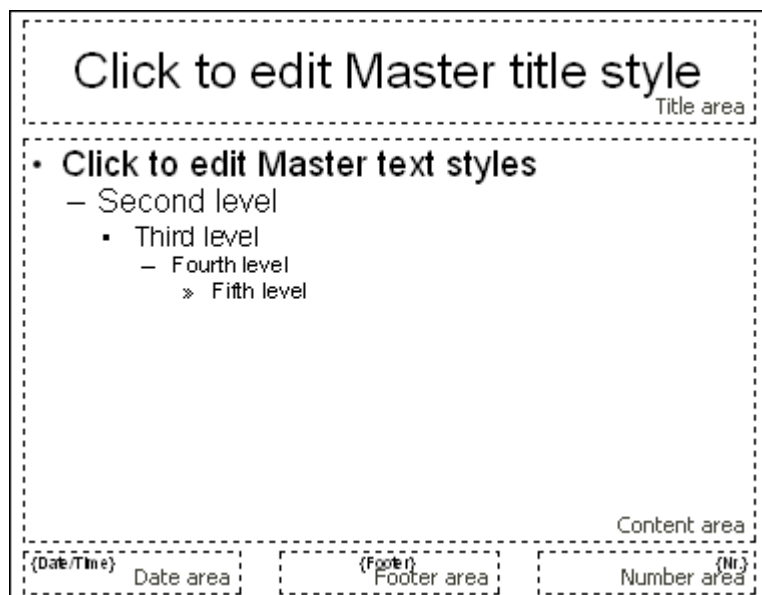 Click to edit Master title style
Title area
• Click to edit Master text styles
– Second level
▪ Third level
– Fourth level
» Fifth level
Content area
{Date/Time}
Date area
{Footer}
Footer area
{Nr.}
Number area